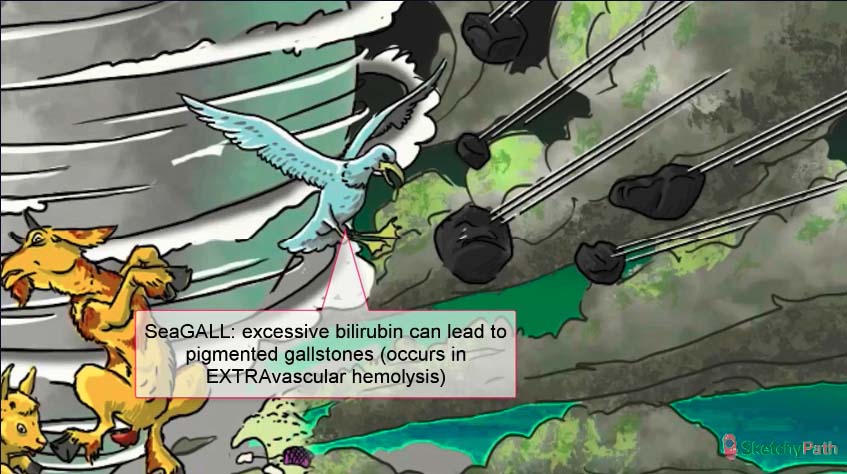 SeaGALL: excessive bilirubin can lead to
pigmented gallstones (occurs in
EXTRAvascular hemolysis)
SketchyPath